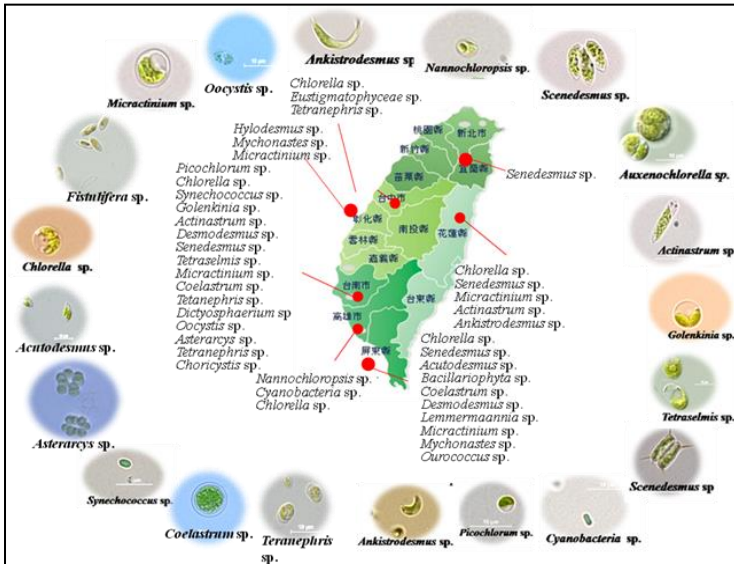 Oocystis sp.
Ankistrodesmus sp
Nannochloropsis sp.
Micractinium sp.
Scenedesmus sp.
Chlorella sp.
Eustigmatophyceae sp.
Tetranephris sp.
Hylodesmus sp.
Mychonastes sp.
Micractinium sp.
Picochlorum sp.
Chlorella sp.
Synechococcus sp.
Golenkinia sp.
Actinastrum sp.
Desmodesmus sp.
Senedesmus sp.
Tetraselmis sp.
Micractinium sp.
Coelastrum sp.
Tetanephris sp.
Dictyosphaerium sp
Oocystis sp.
Asterarcys sp.
Tetranephris sp.
Choricystis sp.
桃園縣
新北市
新竹縣
宜蘭縣
苗栗縣
台中市
彰化縣
南投縣
花蓮縣
雲林縣
嘉義縣
台南市
台東縣
高雄市
屏東縣
Senedesmus sp.
Chlorella sp.
Senedesmus sp.
Micractinium sp.
Actinastrum sp.
Ankistrodesmus sp.
Chlorella sp.
Senedesmus sp.
Acutodesmus sp.
Bacillariophyta sp.
Coelastrum sp.
Desmodesmus sp.
Lemmermaannia sp.
Micractinium sp.
Mychonastes sp.
Ourococcus sp.
Nannochloropsis sp.
Cyanobacteria sp.
Chlorella sp.
Fistulifera sp.
Chlorella sp.
Acutodesmus sp.
Asterarcys sp.
Synechococcus sp.
Coelastrum sp.
Teranephris
sp.
Ankistrodesmus sp.
Picochlorum sp.
Cyanobacteria sp.
Scenedesmus sp
Tetraselmis sp.
Golenkinia sp.
Actinastrum sp.
Auxenochlorella sp.